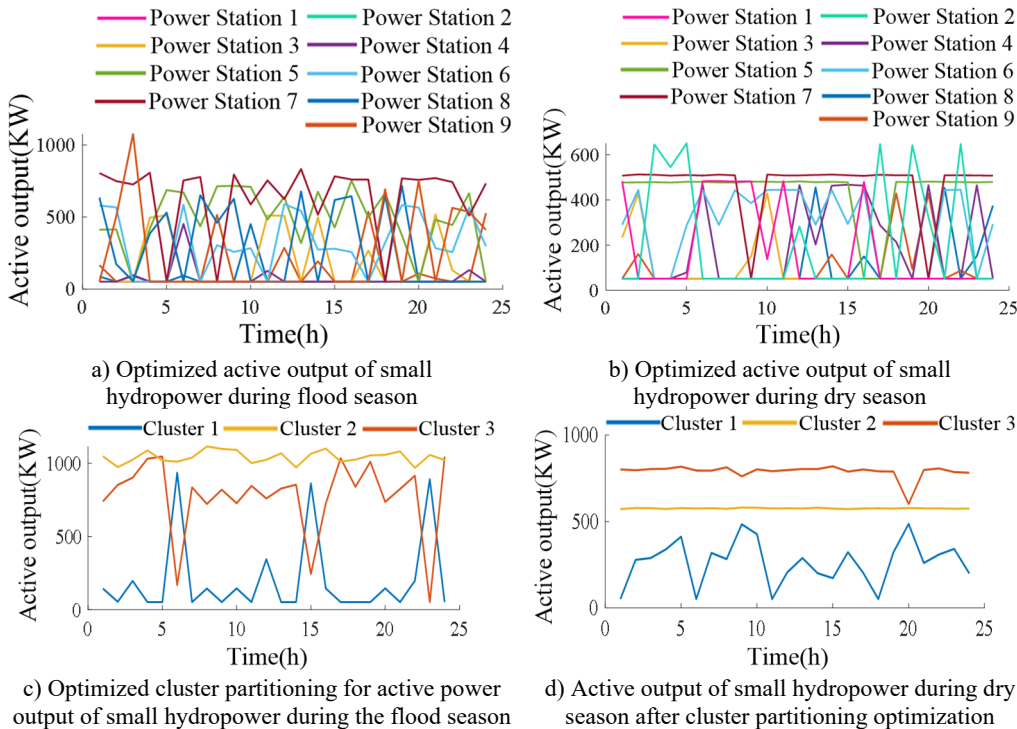 Power Station 1
Power Station 2
Power Station 3
Power Station 4
Power Station 5
Power Station 6
Power Station 7
Power Station 8
Power Station 9
Active output(KW)
1000
500
0
0 5 10 15 20 25
Time(h)
a) Optimized active output of small
hydropower during flood season
Power Station 1
Power Station 2
Power Station 3
Power Station 4
Power Station 5
Power Station 6
Power Station 7
Power Station 8
Power Station 9
Active output(KW)
600
400
200
0
0 5 10 15 20 25
Time(h)
b) Optimized active output of small
hydropower during dry season
Cluster 1 Cluster 2 Cluster 3
Active output(KW)
1000
500
0
0 5 10 15 20 25
Time(h)
c) Optimized cluster partitioning for active power
output of small hydropower during the flood season
Cluster 1 Cluster 2 Cluster 3
Active output(KW)
1000
500
0
0 5 10 15 20 25
Time(h)
d) Active output of small hydropower during dry
season after cluster partitioning optimization